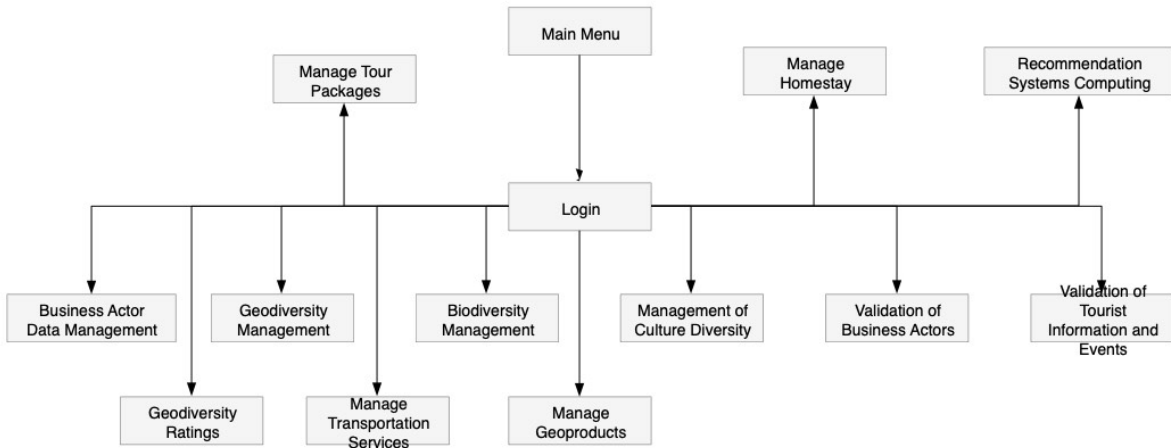 Main Menu
Manage Tour
Packages
Manage
Homestay
Recommendation
Systems Computing
Login
Business Actor
Data Management
Geodiversity
Management
Biodiversity
Management
Management of
Culture Diversity
Validation of
Business Actors
Validation of
Tourist
Information and
Events
Geodiversity
Ratings
Manage
Transportation
Services
Manage
Geoproducts